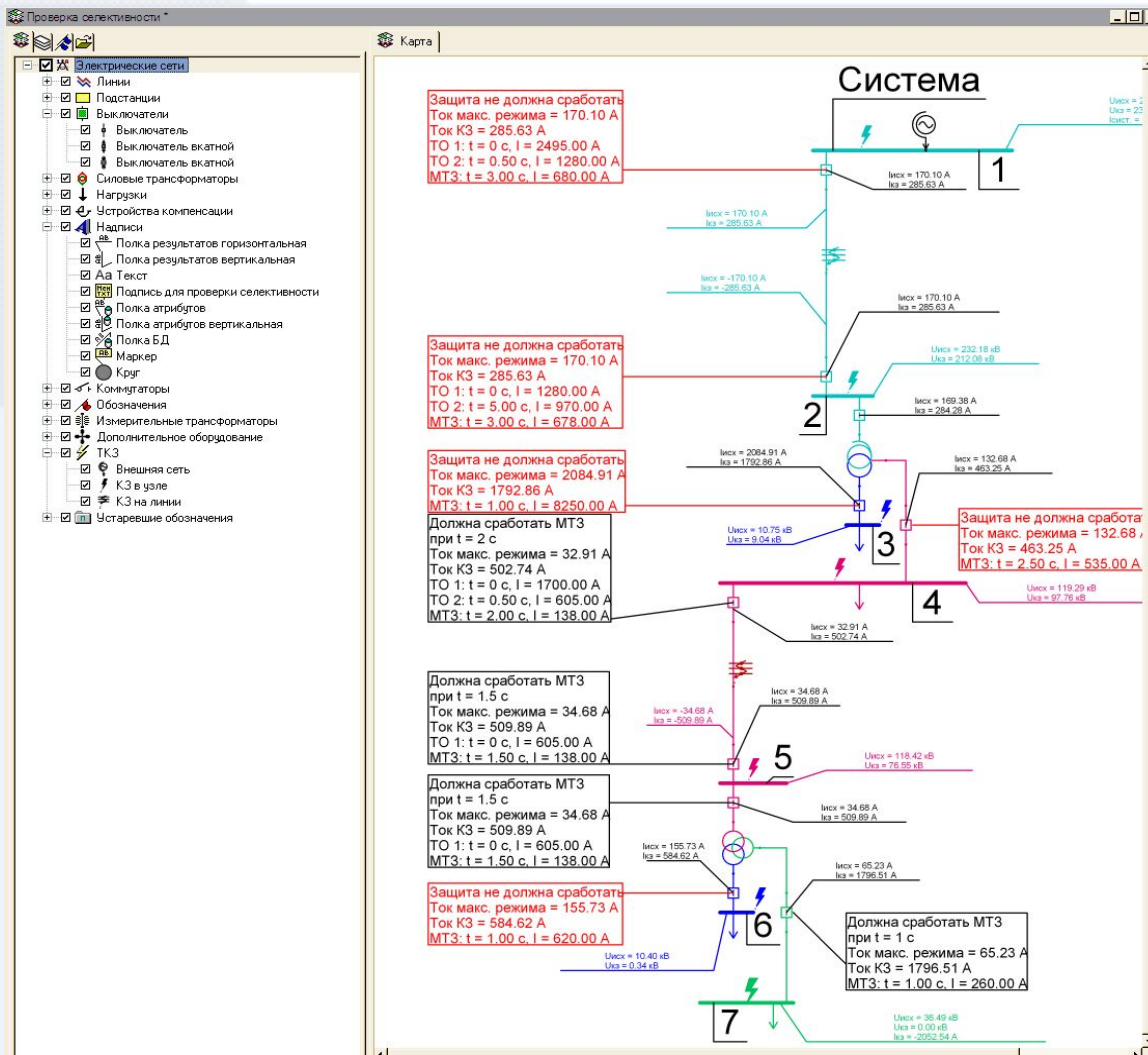 Проверка селективности *
Карта
Электрические сети
Линии
Подстанции
Выключатели
Выключатель
Выключатель вкатной
Выключатель вкатной
Силовые трансформаторы
Нагрузки
Устройства компенсации
Надписи
Полка результатов горизонтальная
Полка результатов вертикальная
Aa Текст
Подпись для проверки селективности
Полка атрибутов
Полка атрибутов вертикальная
Полка БД
Маркер
Круг
Коммутаторы
Обозначения
Измерительные трансформаторы
Дополнительное оборудование
ТКЗ
Внешняя сеть
КЗ в узле
КЗ на линии
Устаревшие обозначения
Система
Защита не должна сработать
Ток макс. режима = 170.10 А
Ток КЗ = 285.63 А
ТО 1: t = 0 с, I = 2495.00 А
ТО 2: t = 0.50 с, I = 1280.00 А
МТЗ: t = 3.00 с, I = 680.00 А
1
Iисх = 170.10 А
Iкз = 285.63 А
Iисх = 170.10 А
Iкз = 285.63 А
Iисх = -170.10 А
Iкз = -285.63 А
Iисх = 170.10 А
Iкз = 285.63 А
Защита не должна сработать
Ток макс. режима = 170.10 А
Ток КЗ = 285.63 А
ТО 1: t = 0 с, I = 1280.00 А
ТО 2: t = 5.00 с, I = 970.00 А
МТЗ: t = 3.00 с, I = 678.00 А
Uисх = 232.18 кВ
Uкз = 212.08 кВ
2
Iисх = 169.38 А
Iкз = 284.28 А
Iисх = 2084.91 А
Iкз = 1792.86 А
Iисх = 132.68 А
Iкз = 463.25 А
Защита не должна сработать
Ток макс. режима = 2084.91 А
Ток КЗ = 1792.86 А
МТЗ: t = 1.00 с, I = 8250.00 А
Uисх = 10.75 кВ
Uкз = 9.04 кВ
3
Защита не должна сработат
Ток макс. режима = 132.68
Ток КЗ = 463.25 А
МТЗ: t = 2.50 с, I = 535.00 А
Должна сработать МТЗ
при t = 2 с
Ток макс. режима = 32.91 А
Ток КЗ = 502.74 А
ТО 1: t = 0 с, I = 1700.00 А
ТО 2: t = 0.50 с, I = 605.00 А
МТЗ: t = 2.00 с, I = 138.00 А
Uисх = 119.29 кВ
Uкз = 97.76 кВ
4
Iисх = 32.91 А
Iкз = 502.74 А
Должна сработать МТЗ
при t = 1.5 с
Ток макс. режима = 34.68 А
Ток КЗ = 509.89 А
ТО 1: t = 0 с, I = 605.00 А
МТЗ: t = 1.50 с, I = 138.00 А
Iисх = -34.68 А
Iкз = -509.89 А
Iисх = 34.68 А
Iкз = 509.89 А
5
Uисх = 118.42 кВ
Uкз = 76.55 кВ
Должна сработать МТЗ
при t = 1.5 с
Ток макс. режима = 34.68 А
Ток КЗ = 509.89 А
ТО 1: t = 0 с, I = 605.00 А
МТЗ: t = 1.50 с, I = 138.00 А
Iисх = 34.68 А
Iкз = 509.89 А
Iисх = 155.73 А
Iкз = 584.62 А
Iисх = 65.23 А
Iкз = 1796.51 А
Защита не должна сработать
Ток макс. режима = 155.73 А
Ток КЗ = 584.62 А
МТЗ: t = 1.00 с, I = 620.00 А
6
Должна сработать МТЗ
при t = 1 с
Ток макс. режима = 65.23 А
Ток КЗ = 1796.51 А
МТЗ: t = 1.00 с, I = 260.00 А
Uисх = 10.40 кВ
Uкз = 0.34 кВ
7
Uисх = 36.49 кВ
Uкз = 0.00 кВ
Iкз = -2052.54 А